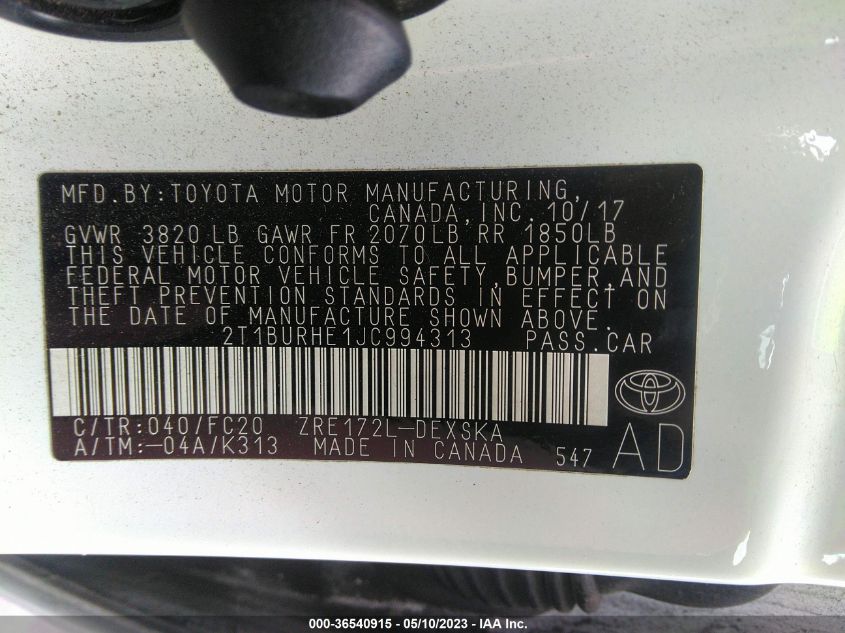 MFD.BY:TOYOTA MOTOR MANUFACTURING,
CANADA,INC. 10/17
GVWR 3820 LB GAWR FR 2070LB RR 1850LB
THIS VEHICLE CONFORMS TO ALL APPLICABLE
FEDERAL MOTOR VEHICLE SAFETY,BUMPER,AND
THEFT PREVENTION STANDARDS IN EFFECT ON
THE DATE OF MANUFACTURE SHOWN ABOVE.
2T1BURHE1JC994313 PASS.CAR
C/TR:040/FC20 ZRE172L-DEXSKA
A/TM:-04A/K313 MADE IN CANADA 547 AD
000-36540915 - 05/10/2023 - IAA Inc.